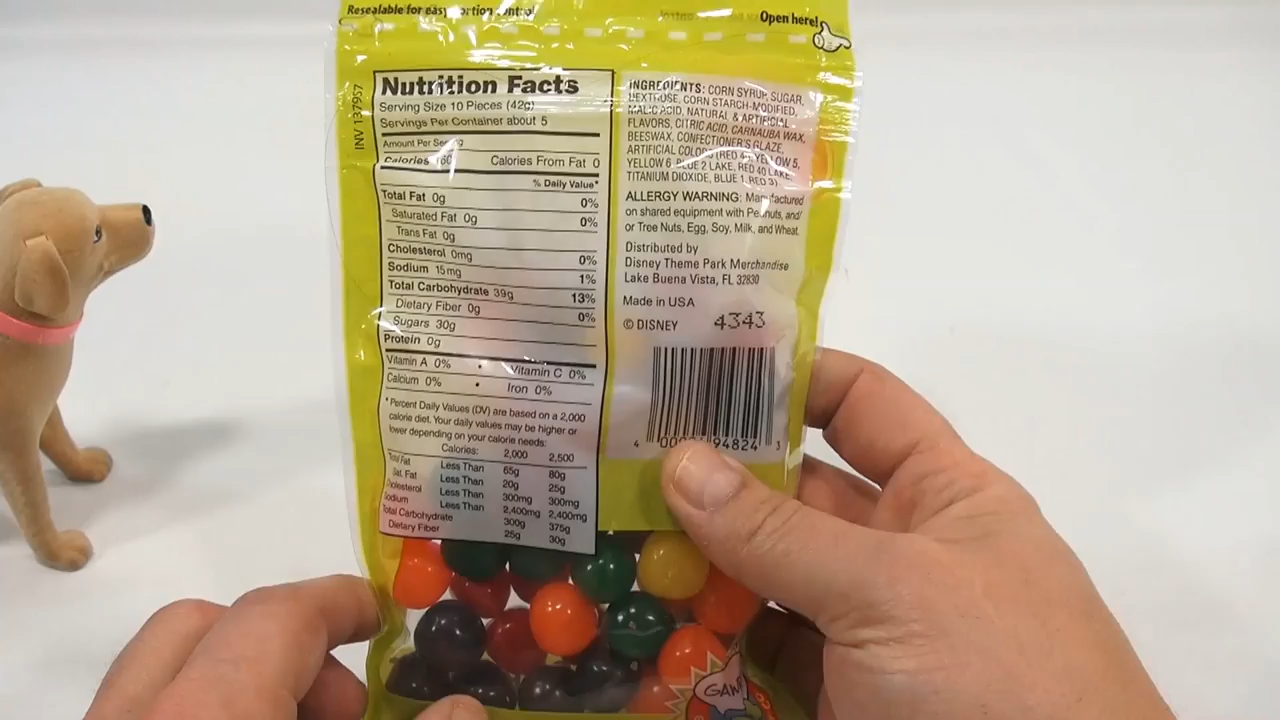 Resealable for easy portion control
Open here!
INV 137957
Nutrition Facts
Serving Size 10 Pieces (42g)
Servings Per Container about 5
Amount Per Serving
Calories 160 Calories From Fat 0
% Daily Value*
Total Fat 0g 0%
Saturated Fat 0g 0%
Trans Fat 0g
Cholesterol 0mg 0%
Sodium 15mg 1%
Total Carbohydrate 39g 13%
Dietary Fiber 0g 0%
Sugars 30g
Protein 0g
Vitamin A 0% • Vitamin C 0%
Calcium 0% • Iron 0%
*Percent Daily Values (DV) are based on a 2,000
calorie diet. Your daily values may be higher or
lower depending on your calorie needs:
Calories: 2,000 2,500
Total Fat Less Than 65g 80g
Sat. Fat Less Than 20g 25g
Cholesterol Less Than 300mg 300mg
Sodium Less Than 2,400mg 2,400mg
Total Carbohydrate 300g 375g
Dietary Fiber 25g 30g
INGREDIENTS: CORN SYRUP, SUGAR,
DEXTROSE, CORN STARCH-MODIFIED,
MALIC ACID, NATURAL & ARTIFICIAL
FLAVORS, CITRIC ACID, CARNAUBA WAX,
BEESWAX, CONFECTIONER'S GLAZE,
ARTIFICIAL COLORS (RED 40, YELLOW 5,
YELLOW 6, BLUE 2 LAKE, RED 40 LAKE,
TITANIUM DIOXIDE, BLUE 1, RED 3)
ALLERGY WARNING: Manufactured
on shared equipment with Peanuts, and/
or Tree Nuts, Egg, Soy, Milk, and Wheat.
Distributed by
Disney Theme Park Merchandise
Lake Buena Vista, FL 32830
Made in USA
© DISNEY 4343
4 94824 3